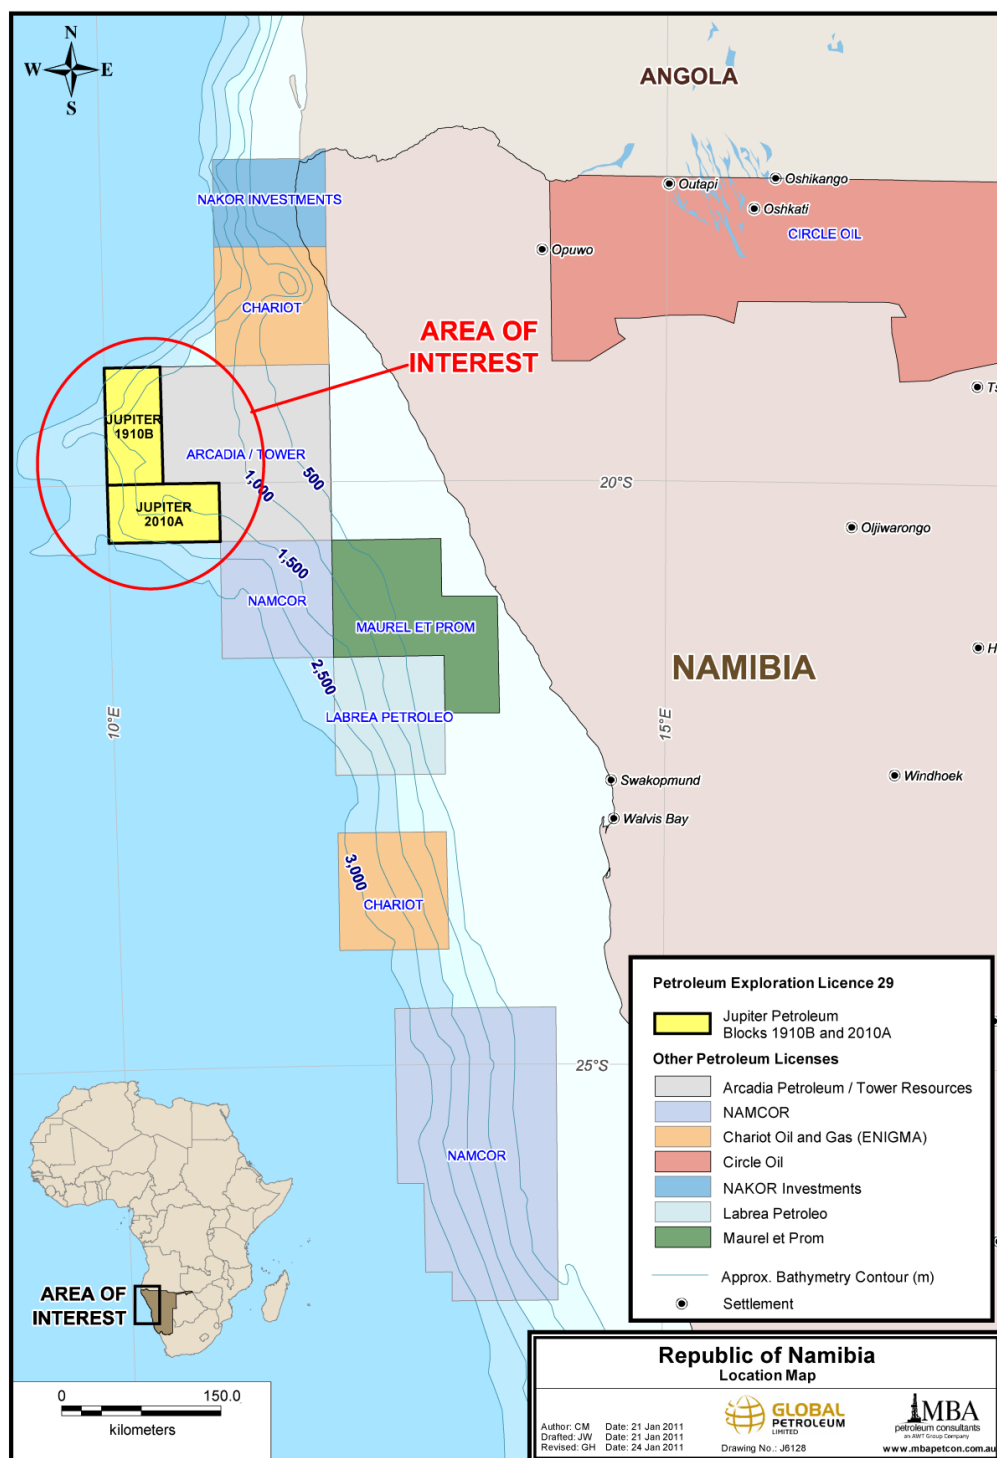 N
W E
S
ANGOLA
Outapi
Oshikango
Oshkati
NAKOR INVESTMENTS
CIRCLE OIL
Opuwo
CHARIOT
AREA OF
INTEREST
JUPITER
1910B
ARCADIA / TOWER
500
1,000
20°S
JUPITER
2010A
Oljiwarongo
1,500
NAMCOR
MAUREL ET PROM
NAMIBIA
2,500
10°E
15°E
LABREA PETROLEO
Swakopmund
Windhoek
Walvis Bay
3,000
CHARIOT
25°S
NAMCOR
Petroleum Exploration Licence 29
Jupiter Petroleum
Blocks 1910B and 2010A
Other Petroleum Licenses
Arcadia Petroleum / Tower Resources
NAMCOR
Chariot Oil and Gas (ENIGMA)
Circle Oil
NAKOR Investments
Labrea Petroleo
Maurel et Prom
Approx. Bathymetry Contour (m)
Settlement
AREA OF
INTEREST
0 150.0
kilometers
Republic of Namibia
Location Map
Author: CM Date: 21 Jan 2011
Drafted: JW Date: 21 Jan 2011
Revised: GH Date: 24 Jan 2011
GLOBAL
PETROLEUM
LIMITED
Drawing No.: J6128
MBA
petroleum consultants
an AWT Group Company
www.mbapetcon.com.au